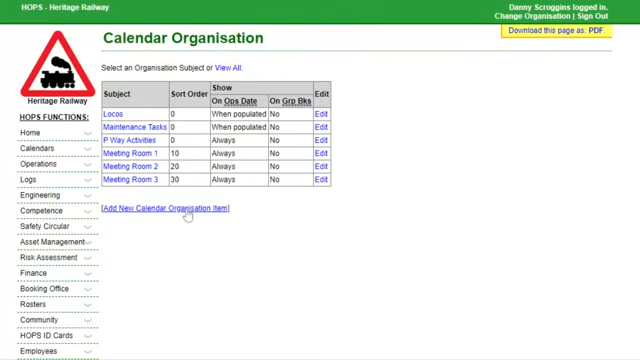 HOPS - Heritage Railway
Danny Scroggins logged in.
Change Organisation | Sign Out
Download this page as: PDF.
Calendar Organisation
Select an Organisation Subject or View All:
Subject Sort Order Show Edit
On Ops Date On Grp Bks
Locos 0 When populated No Edit
Maintenance Tasks 0 When populated No Edit
P Way Activities 0 Always No Edit
Meeting Room 1 10 Always No Edit
Meeting Room 2 20 Always No Edit
Meeting Room 3 30 Always No Edit
[Add New Calendar Organisation Item]
Heritage Railway
HOPS FUNCTIONS:
Home
Calendars
Operations
Logs
Engineering
Competence
Safety Circular
Asset Management
Risk Assessment
Finance
Booking Office
Rosters
Community
HOPS ID Cards
Employees